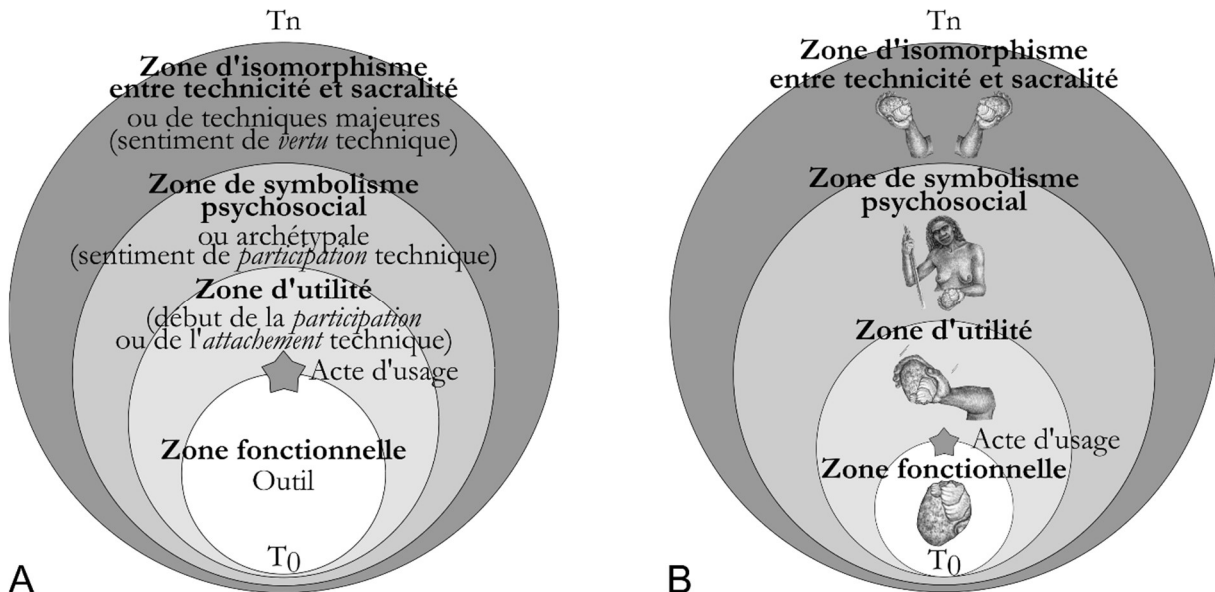 Tn
Zone d'isomorphisme
entre technicité et sacralité
ou de techniques majeures
(sentiment de vertu technique)
Zone de symbolisme
psychosocial
ou archétypale
(sentiment de participation technique)
Zone d'utilité
(début de la participation
ou de l'attachement technique)
Acte d'usage
Zone fonctionnelle
Outil
T0
A
Tn
Zone d'isomorphisme
entre technicité et sacralité
Zone de symbolisme
psychosocial
Zone d'utilité
Acte d'usage
Zone fonctionnelle
T0
B